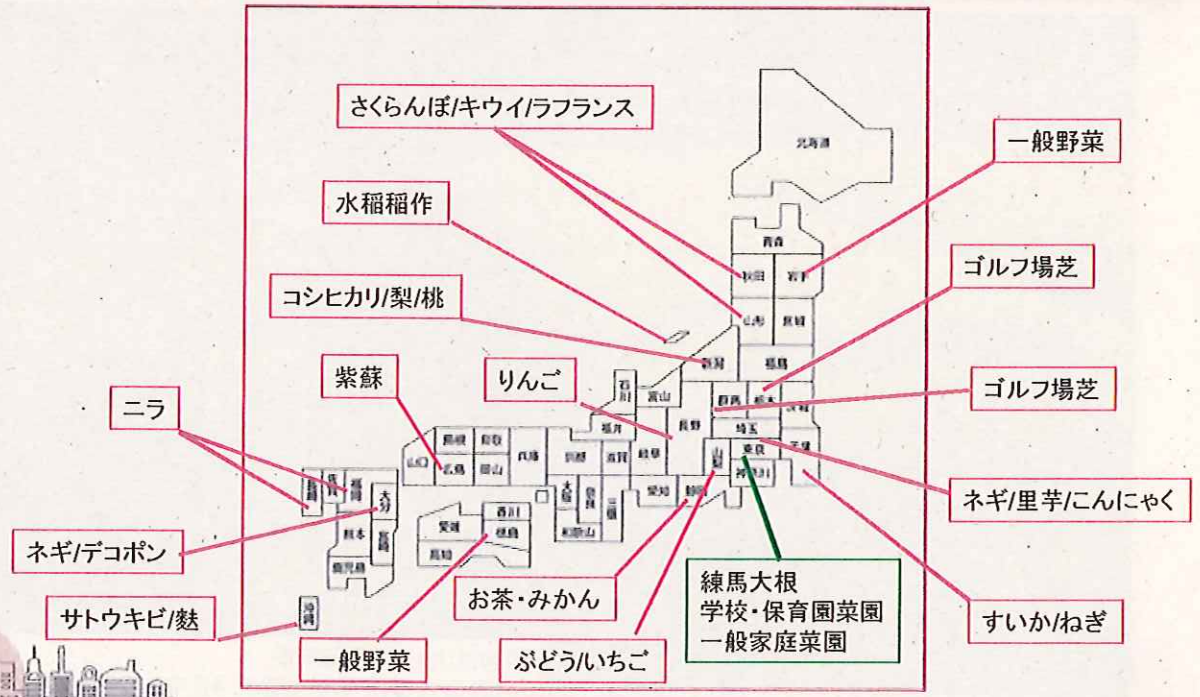 さくらんぼ/キウイ/ラフランス
一般野菜
水稲稲作
ゴルフ場芝
コシヒカリ/梨/桃
紫蘇
りんご
ゴルフ場芝
ニラ
ネギ/里芋/こんにゃく
ネギ/デコポン
お茶・みかん
練馬大根
学校・保育園菜園
一般家庭菜園
すいか/ねぎ
サトウキビ/麩
一般野菜
ぶどう/いちご
北海道
青森
秋田
岩手
山形
宮城
新潟
福島
石川
富山
群馬
栃木
茨城
福井
長野
埼玉
島根
鳥取
兵庫
京都
滋賀
岐阜
山梨
東京
千葉
山口
広島
岡山
神奈川
長崎
佐賀
福岡
大分
大阪
奈良
三重
愛知
静岡
香川
愛媛
徳島
和歌山
熊本
宮崎
高知
鹿児島
沖縄